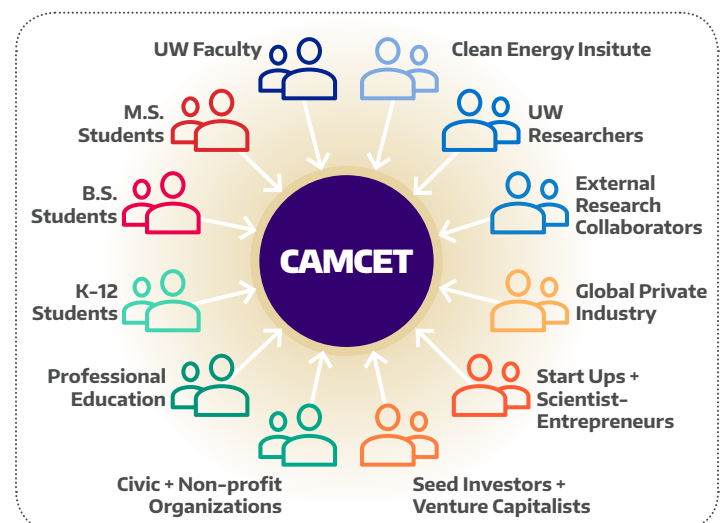 UW Faculty
Clean Energy Insitute
M.S.
Students
UW
Researchers
B.S.
Students
External
Research
Collaborators
CAMCET
K-12
Students
Global Private
Industry
Professional
Education
Start Ups +
Scientist-
Entrepreneurs
Civic + Non-profit
Organizations
Seed Investors +
Venture Capitalists